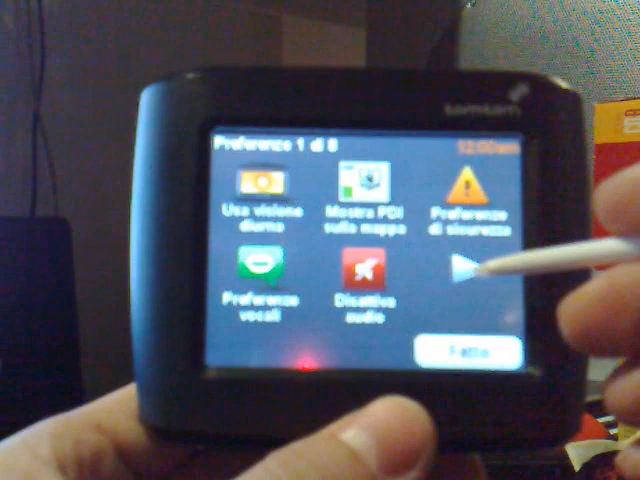 tomtom
Preferenze 1 di 8
12:00am
Usa visione
diurna
Mostra PDI
sulla mappa
Preferenze
di sicurezza
Preferenze
vocali
Disattiva
audio
Fatto